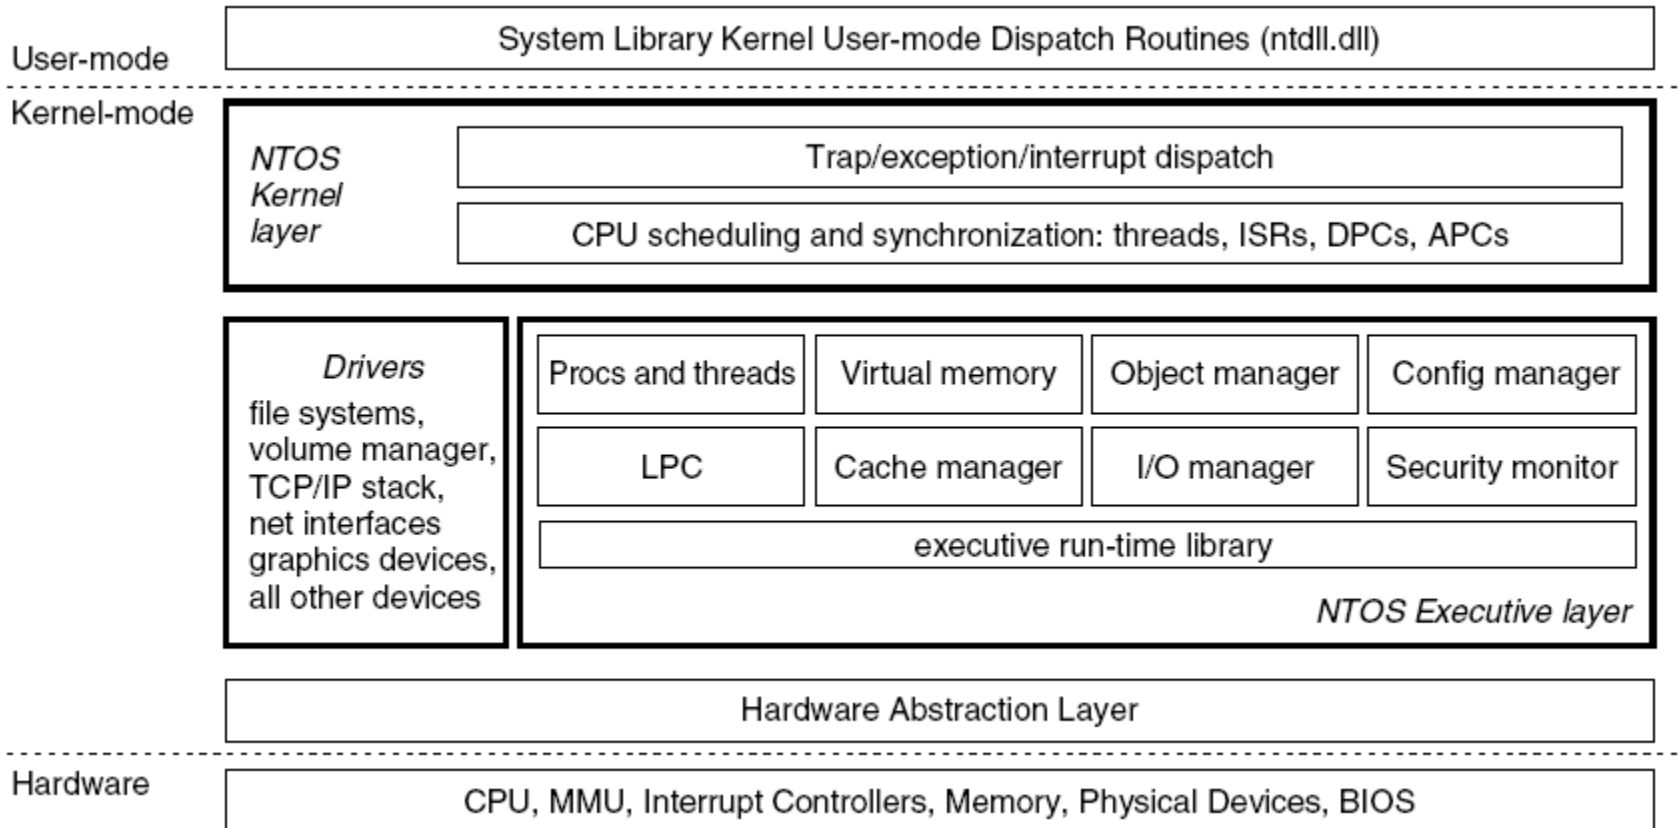 System Library Kernel User-mode Dispatch Routines (ntdll.dll)
User-mode
Kernel-mode
NTOS
Kernel
layer
Trap/exception/interrupt dispatch
CPU scheduling and synchronization: threads, ISRs, DPCs, APCs
Drivers
file systems,
volume manager,
TCP/IP stack,
net interfaces
graphics devices,
all other devices
Procs and threads
Virtual memory
Object manager
Config manager
LPC
Cache manager
I/O manager
Security monitor
executive run-time library
NTOS Executive layer
Hardware Abstraction Layer
Hardware
CPU, MMU, Interrupt Controllers, Memory, Physical Devices, BIOS